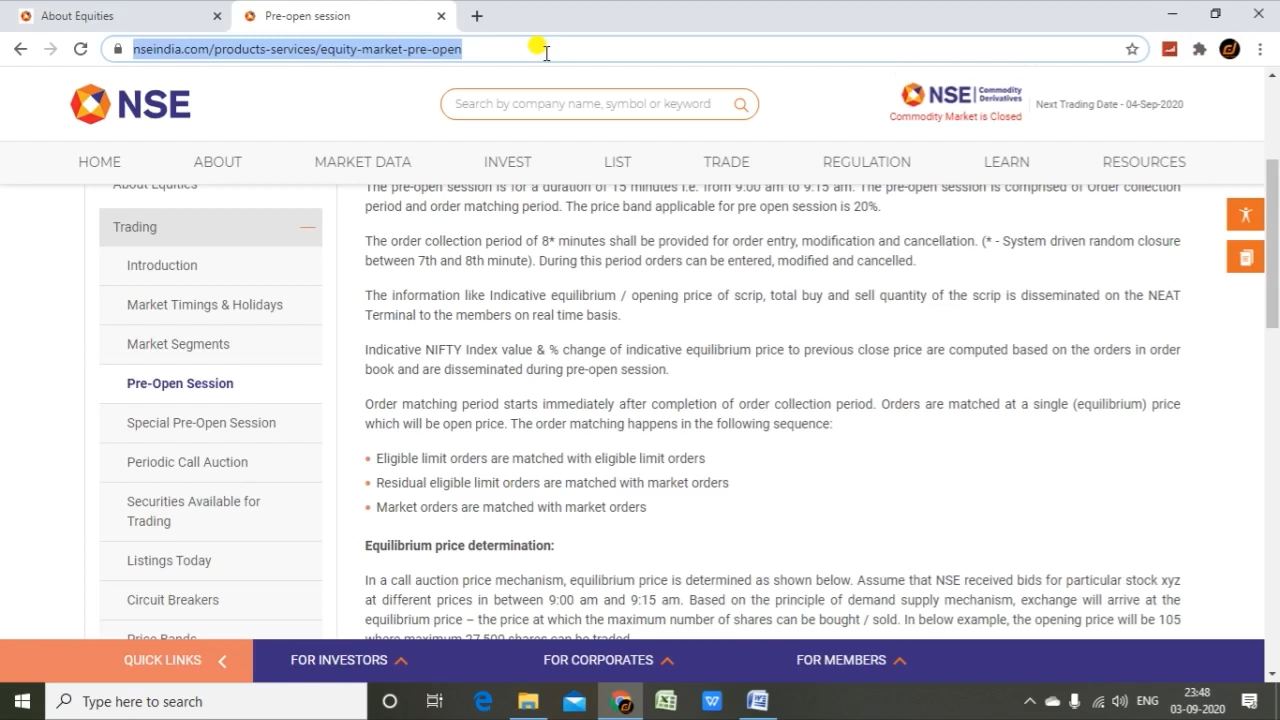 About Equities
Pre-open session
nseindia.com/products-services/equity-market-pre-open
NSE
Search by company name, symbol or keyword
NSE
Commodity
Derivatives
Commodity Market is Closed
Next Trading Date - 04-Sep-2020
HOME
ABOUT
MARKET DATA
INVEST
LIST
TRADE
REGULATION
LEARN
RESOURCES
About Equities
Trading
Introduction
Market Timings & Holidays
Market Segments
Pre-Open Session
Special Pre-Open Session
Periodic Call Auction
Securities Available for
Trading
Listings Today
Circuit Breakers
Price Bands
The pre-open session is for a duration of 15 minutes i.e. from 9:00 am to 9:15 am. The pre-open session is comprised of Order collection
period and order matching period. The price band applicable for pre open session is 20%.
The order collection period of 8* minutes shall be provided for order entry, modification and cancellation. (* - System driven random closure
between 7th and 8th minute). During this period orders can be entered, modified and cancelled.
The information like Indicative equilibrium / opening price of scrip, total buy and sell quantity of the scrip is disseminated on the NEAT
Terminal to the members on real time basis.
Indicative NIFTY Index value & % change of indicative equilibrium price to previous close price are computed based on the orders in order
book and are disseminated during pre-open session.
Order matching period starts immediately after completion of order collection period. Orders are matched at a single (equilibrium) price
which will be open price. The order matching happens in the following sequence:
Eligible limit orders are matched with eligible limit orders
Residual eligible limit orders are matched with market orders
Market orders are matched with market orders
Equilibrium price determination:
In a call auction price mechanism, equilibrium price is determined as shown below. Assume that NSE received bids for particular stock xyz
at different prices in between 9:00 am and 9:15 am. Based on the principle of demand supply mechanism, exchange will arrive at the
equilibrium price – the price at which the maximum number of shares can be bought / sold. In below example, the opening price will be 105
where maximum 27,500 shares can be traded.
QUICK LINKS
FOR INVESTORS
FOR CORPORATES
FOR MEMBERS
Type here to search
ENG
23:48
03-09-2020